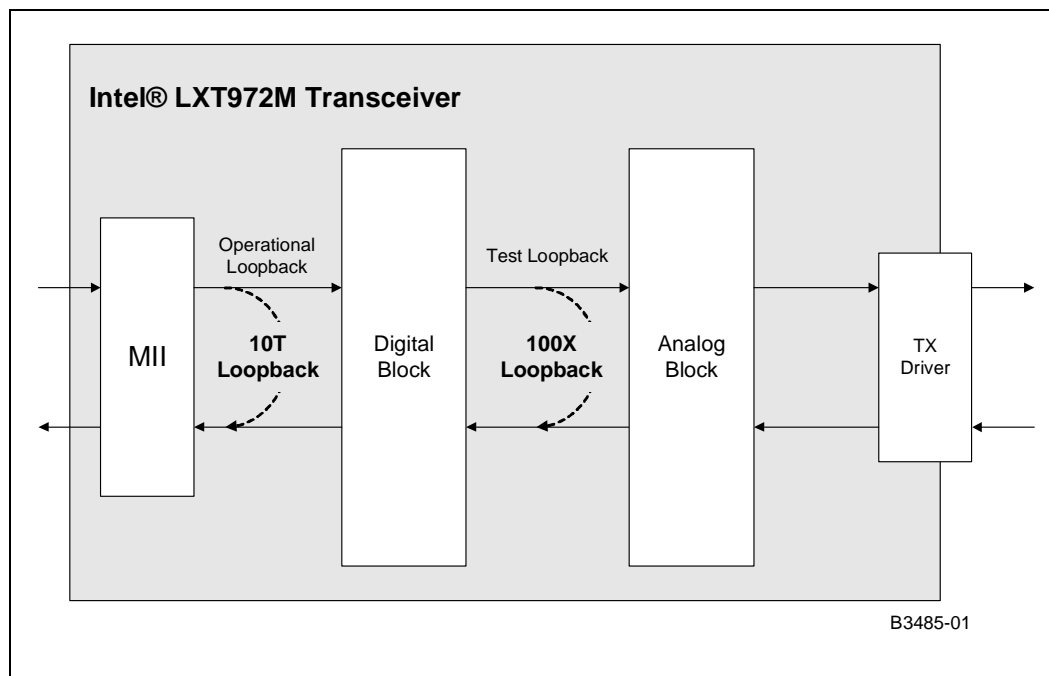 Intel® LXT972M Transceiver
Operational
Loopback
Test Loopback
MII
10T
Loopback
Digital
Block
100X
Loopback
Analog
Block
TX
Driver
B3485-01